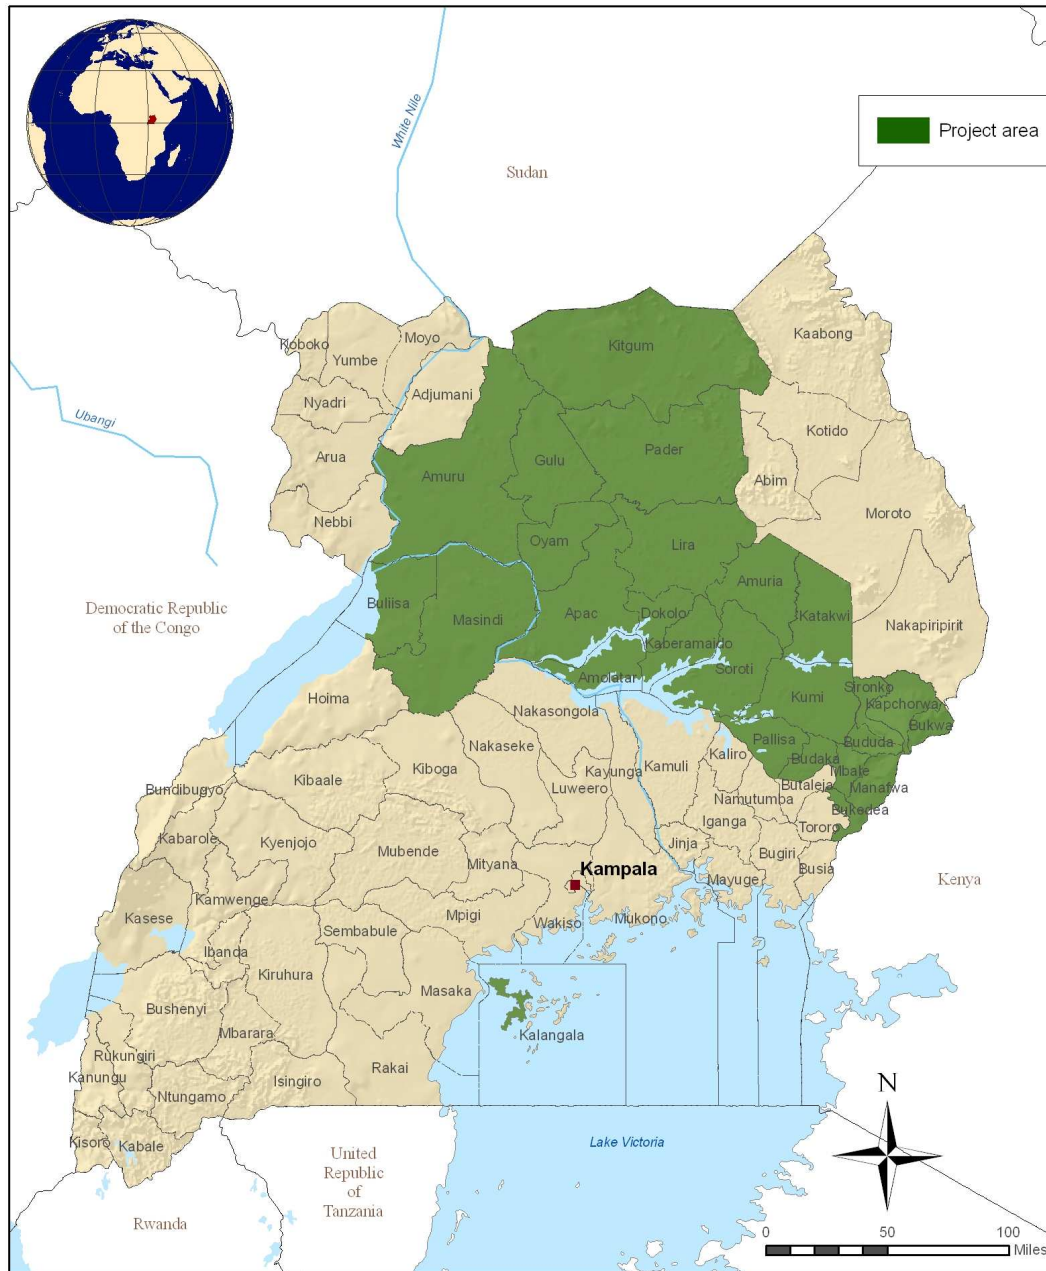 White Nile
Sudan
Project area
Ubangi
Koboko
Yumbe
Moyo
Adjumani
Nyadri
Arua
Nebbi
Kitgum
Kaabong
Kotido
Amuru
Gulu
Pader
Abim
Moroto
Oyam
Lira
Amuria
Democratic Republic
of the Congo
Buliisa
Masindi
Apac
Dokolo
Katakwi
Nakapiripirit
Kaberamaido
Amolatar
Soroti
Kumi
Sironko
Kapchorwa
Bukwa
Hoima
Nakasongola
Nakaseke
Pallisa
Bududa
Budaka
Mbale
Manafwa
Butaleja
Bukedea
Kaliro
Kamuli
Kayunga
Luweero
Kiboga
Kibaale
Bundibugyo
Namutumba
Iganga
Tororo
Kabarole
Kyenjojo
Mubende
Mityana
Jinja
Bugiri
Busia
Kampala
Mayuge
Kenya
Kasese
Kamwenge
Mpigi
Wakiso
Mukono
Sembabule
Ibanda
Kiruhura
Masaka
Bushenyi
Mbarara
Kalangala
Rukungiri
Kanungu
Isingiro
Rakai
Ntungamo
Kisoro
Kabale
Lake Victoria
N
United
Republic
of
Tanzania
Rwanda
0 50 100
Miles